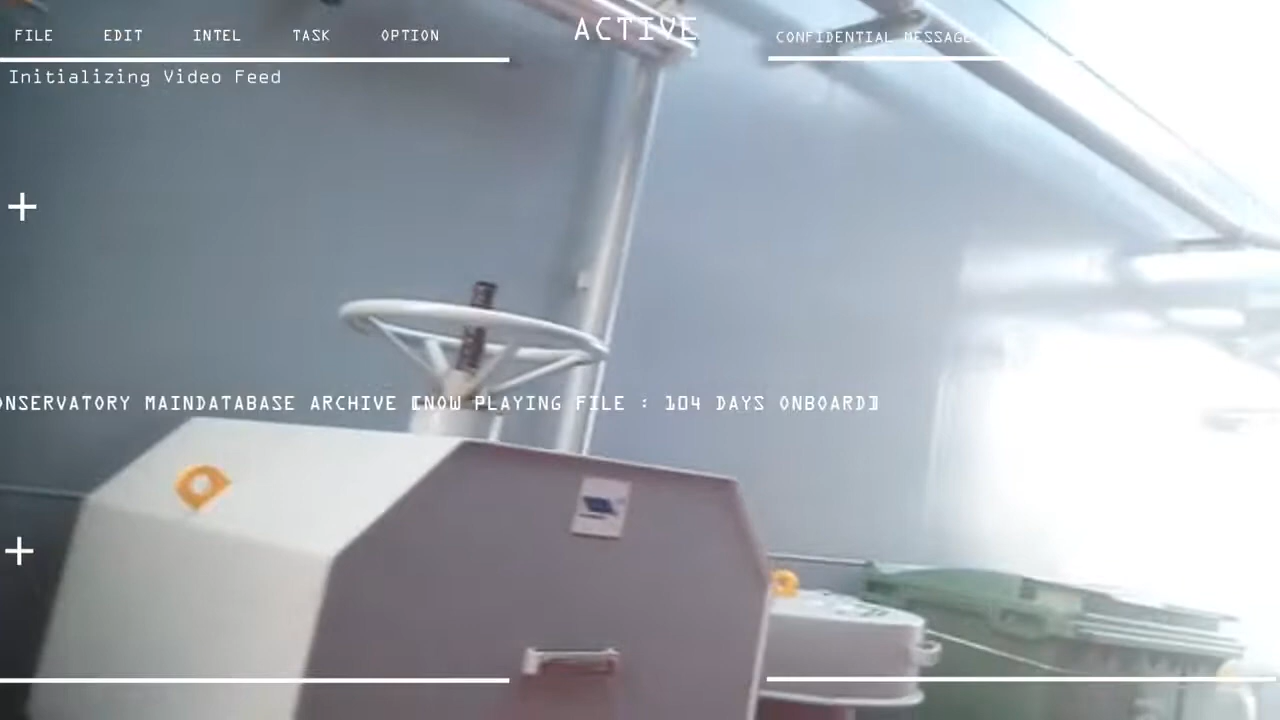 FILE EDIT INTEL TASK OPTION
ACTIVE
CONFIDENTIAL MESSAGE
Initializing Video Feed
ONSERVATORY MAINDATABASE ARCHIVE [NOW PLAYING FILE : 104 DAYS ONBOARD]